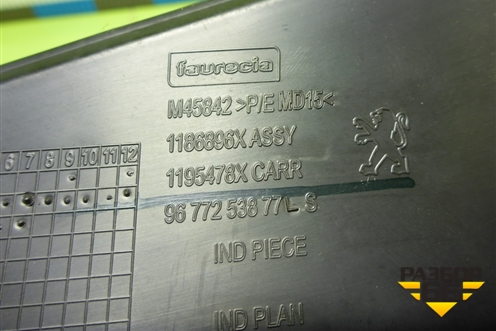 faurecia
M45842 >P/E MD15<
1186896X ASSY
1195478X CARR
6 7 8 9 10 11 12
96 772 538 77L S
IND PIECE
IND PLAN
РАЗБОР